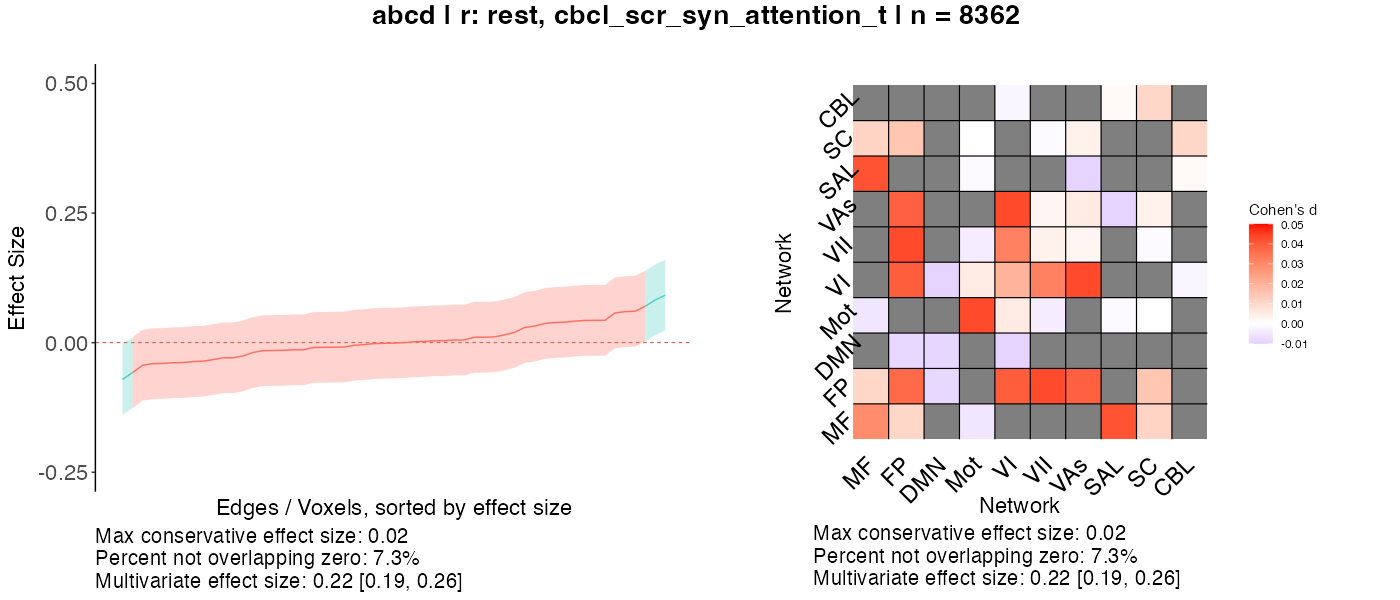 abcd | r: rest, cbcl_scr_syn_attention_t | n = 8362
0.50
0.25
0.00
-0.25
Effect Size
Edges / Voxels, sorted by effect size
Max conservative effect size: 0.02
Percent not overlapping zero: 7.3%
Multivariate effect size: 0.22 [0.19, 0.26]
Network
CBL
SC
SAL
VAs
VII
VI
Mot
DMN
FP
MF
MF
FP
DMN
Mot
VI
VII
VAs
SAL
SC
CBL
Network
Max conservative effect size: 0.02
Percent not overlapping zero: 7.3%
Multivariate effect size: 0.22 [0.19, 0.26]
Cohen's d
0.05
0.04
0.03
0.02
0.01
0.00
-0.01